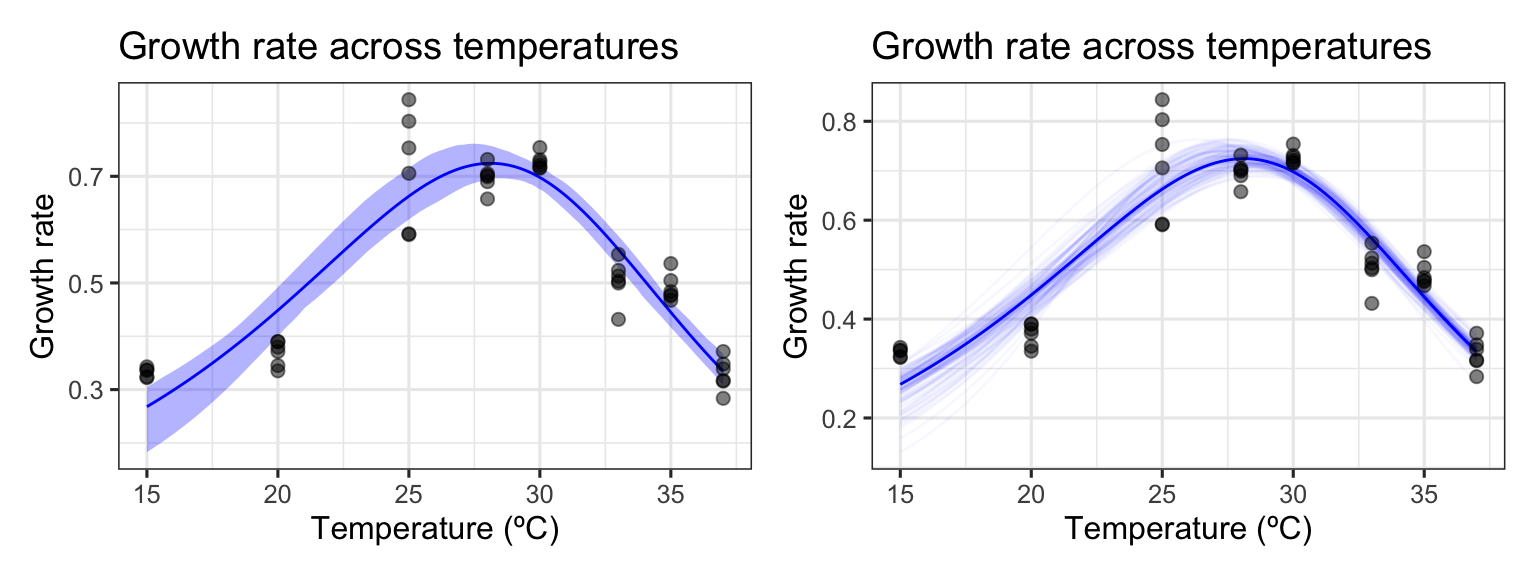 Growth rate across temperatures
Growth rate
0.7
0.5
0.3
15 20 25 30 35
Temperature (ºC)
Growth rate across temperatures
Growth rate
0.8
0.6
0.4
0.2
15 20 25 30 35
Temperature (ºC)